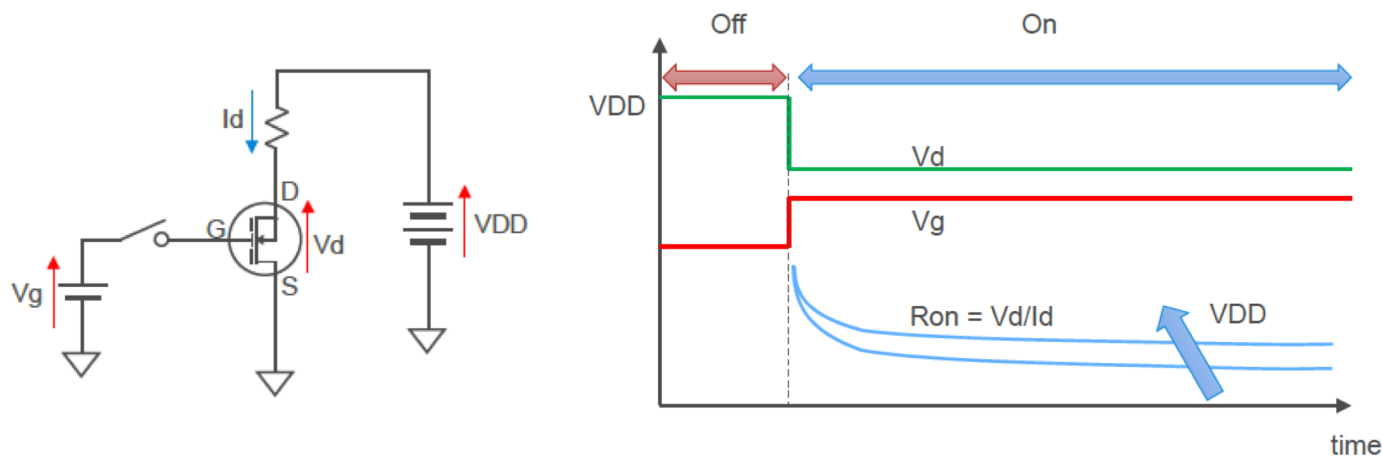 Id
D
G
Vd
VDD
Vg
S
Off
On
VDD
Vd
Vg
Ron = Vd/Id
VDD
time